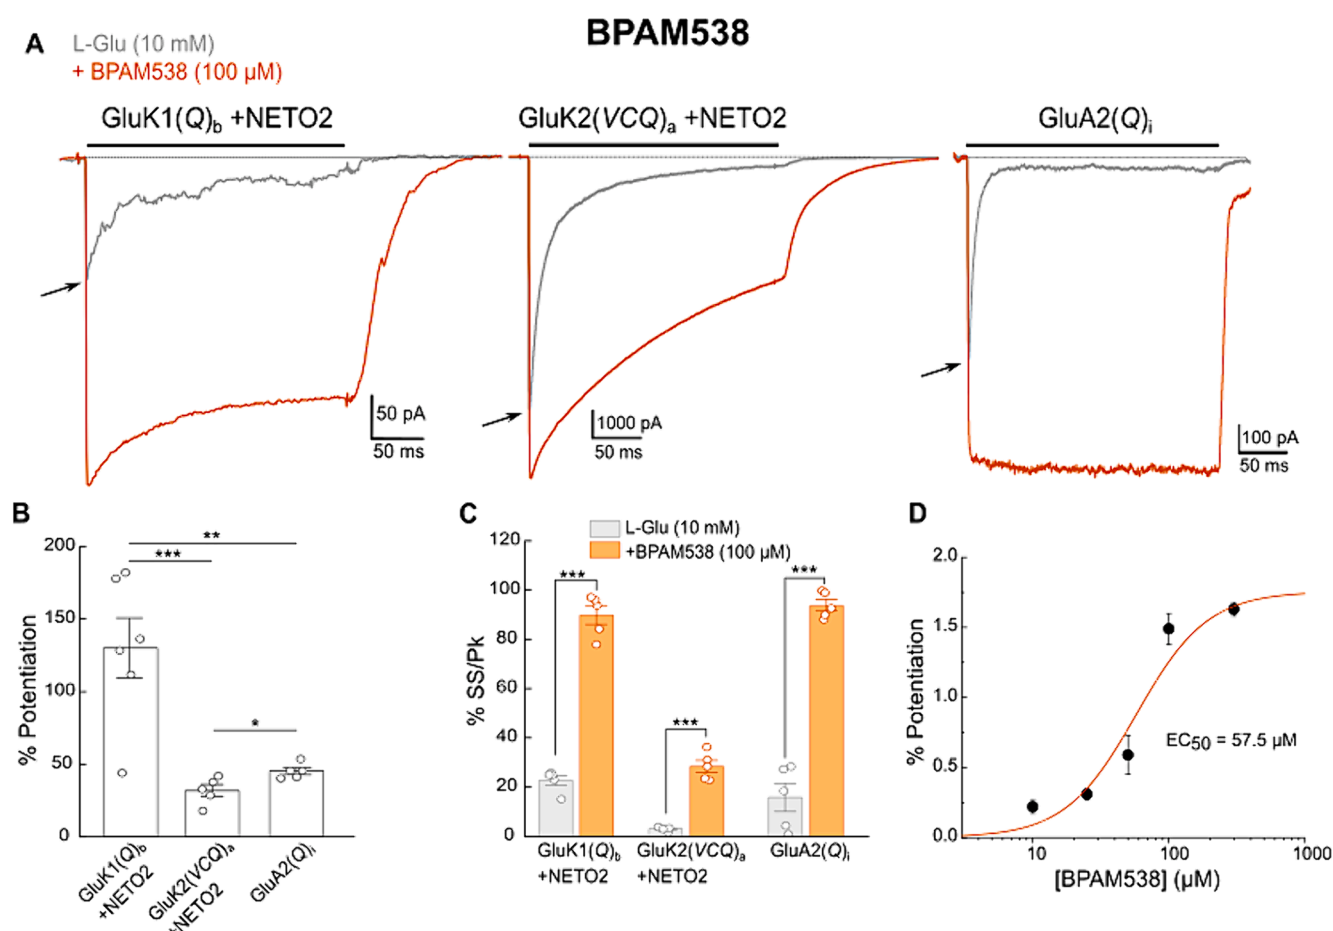 BPAM538
A
L-Glu (10 mM)
+ BPAM538 (100 µM)
GluK1(Q)b +NETO2
GluK2(VCQ)a +NETO2
GluA2(Q)i
50 pA
50 ms
1000 pA
50 ms
100 pA
50 ms
B
% Potentiation
200
150
100
50
0
**
***
*
GluK1(Q)b
+NETO2
GluK2(VCQ)a
+NETO2
GluA2(Q)i
C
L-Glu (10 mM)
+BPAM538 (100 µM)
% SS/Pk
120
100
80
60
40
20
0
***
***
***
GluK1(Q)b
+NETO2
GluK2(VCQ)a
+NETO2
GluA2(Q)i
D
% Potentiation
2.0
1.5
1.0
0.5
0.0
EC50 = 57.5 µM
10
100
1000
[BPAM538] (µM)